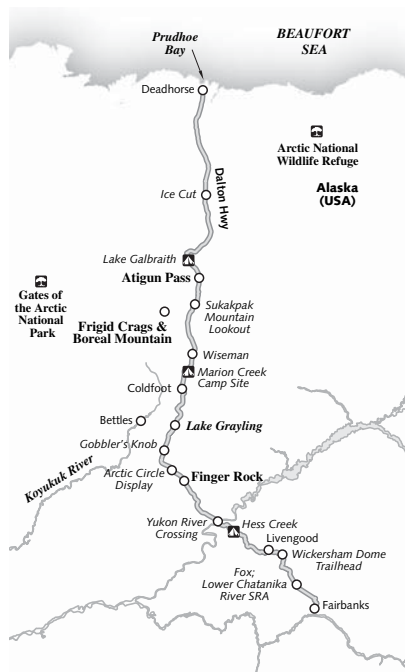 Prudhoe
Bay
BEAUFORT
SEA
Deadhorse
Arctic National
Wildlife Refuge
Dalton Hwy
Alaska
(USA)
Ice Cut
Lake Galbraith
Atigun Pass
Gates of
the Arctic
National
Park
Sukakpak
Mountain
Lookout
Frigid Crags &
Boreal Mountain
Wiseman
Marion Creek
Camp Site
Coldfoot
Bettles
Lake Grayling
Gobbler's Knob
Koyukuk River
Arctic Circle
Display
Finger Rock
Yukon River
Crossing
Hess Creek
Livengood
Wickersham Dome
Trailhead
Fox;
Lower Chatanika
River SRA
Fairbanks